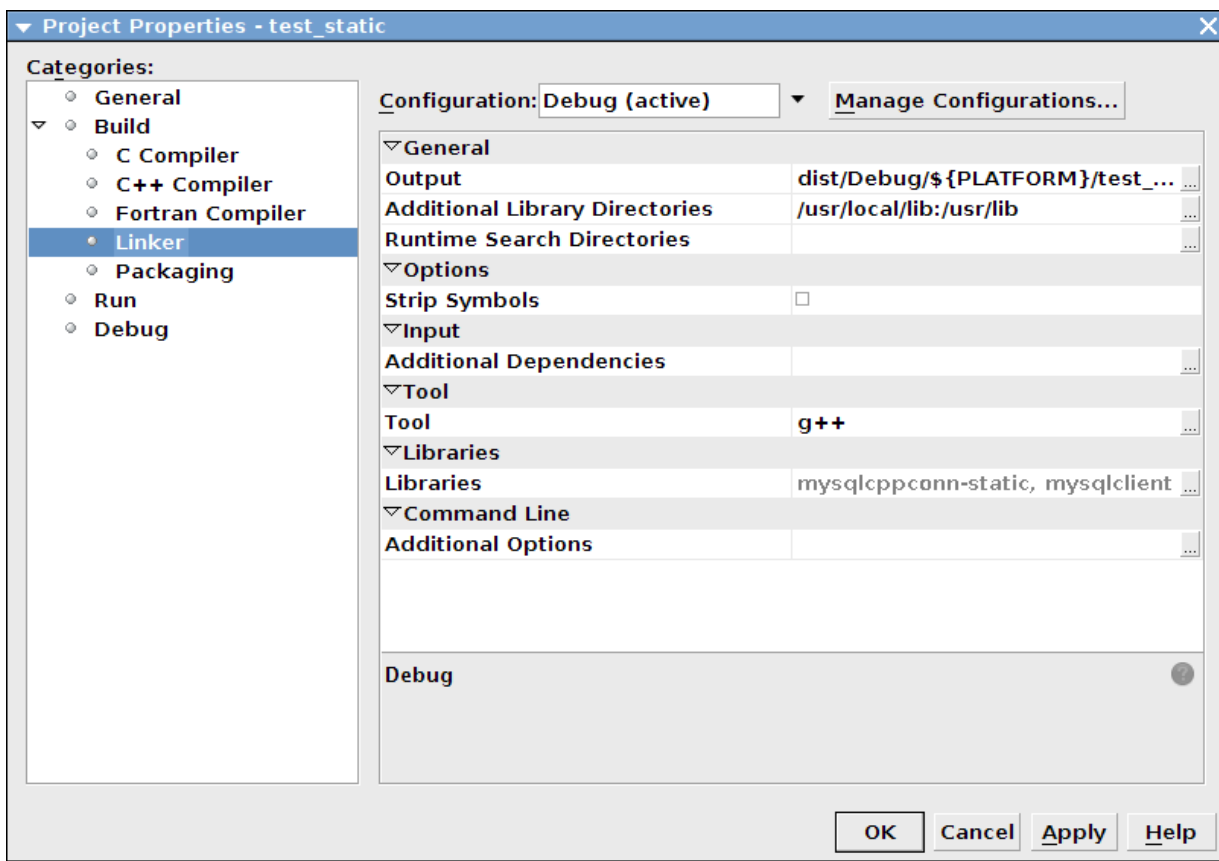 Project Properties - test_static
Categories:
General
Build
C Compiler
C++ Compiler
Fortran Compiler
Linker
Packaging
Run
Debug
Configuration: Debug (active) Manage Configurations...
General
Output dist/Debug/${PLATFORM}/test_... ...
Additional Library Directories /usr/local/lib:/usr/lib ...
Runtime Search Directories ...
Options
Strip Symbols
Input
Additional Dependencies ...
Tool
Tool g++ ...
Libraries
Libraries mysqlcppconn-static, mysqlclient ...
Command Line
Additional Options ...
Debug ?
OK Cancel Apply Help